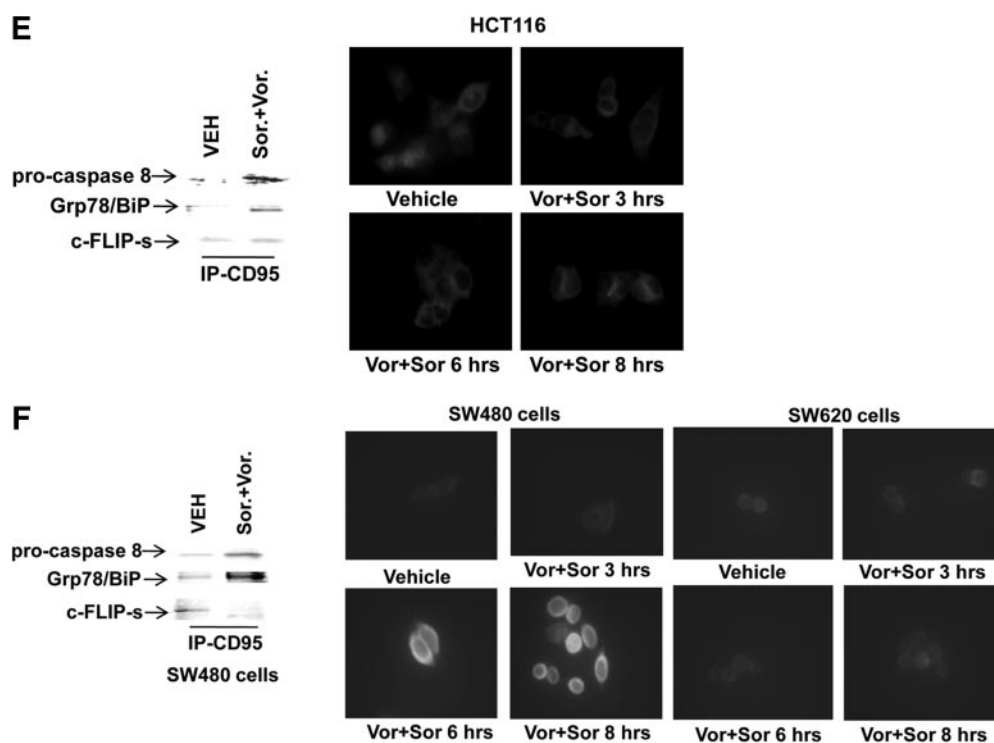 E
HCT116
VEH
Sor.+Vor.
pro-caspase 8→
Grp78/BiP→
c-FLIP-s→
IP-CD95
Vehicle
Vor+Sor 3 hrs
Vor+Sor 6 hrs
Vor+Sor 8 hrs
F
SW480 cells
SW620 cells
VEH
Sor.+Vor.
pro-caspase 8→
Grp78/BiP→
c-FLIP-s→
IP-CD95
SW480 cells
Vehicle
Vor+Sor 3 hrs
Vehicle
Vor+Sor 3 hrs
Vor+Sor 6 hrs
Vor+Sor 8 hrs
Vor+Sor 6 hrs
Vor+Sor 8 hrs